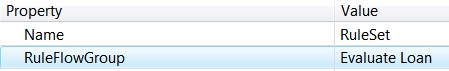 Property Value
Name RuleSet
RuleFlowGroup Evaluate Loan